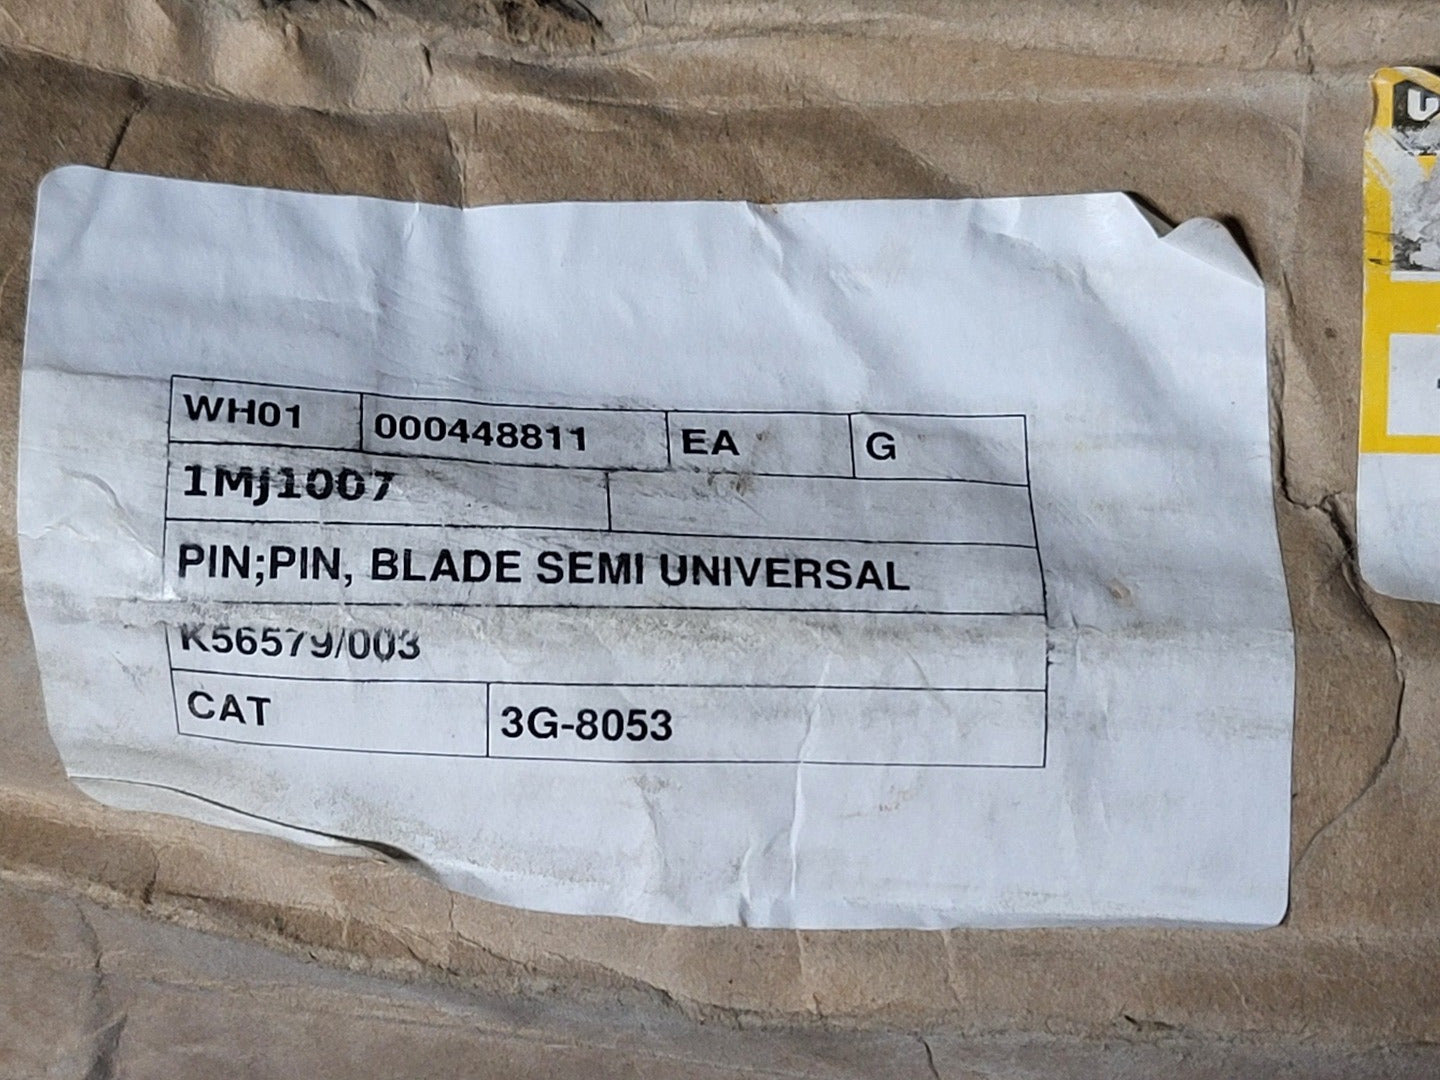 WH01 000448811 EA G
1MJ1007
PIN;PIN, BLADE SEMI UNIVERSAL
K56579/003
CAT 3G-8053